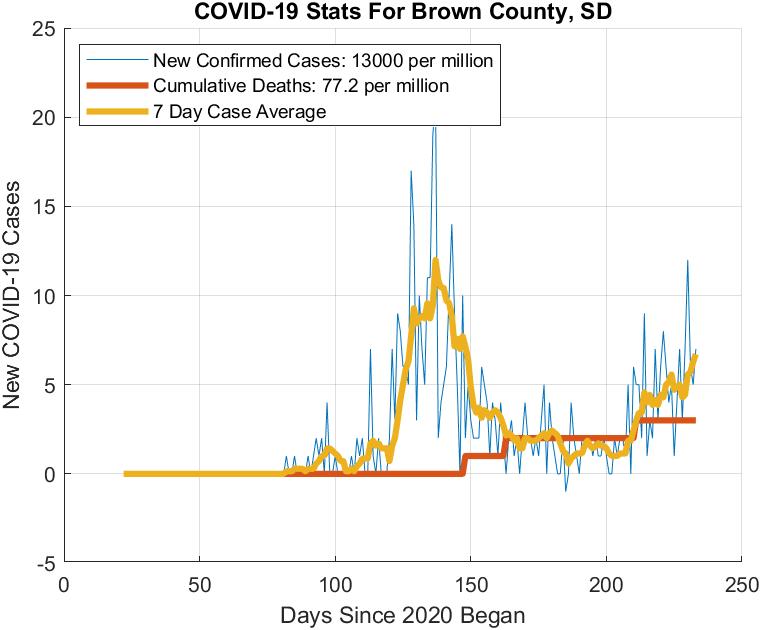 COVID-19 Stats For Brown County, SD
25
20
15
10
5
0
-5
New COVID-19 Cases
New Confirmed Cases: 13000 per million
Cumulative Deaths: 77.2 per million
7 Day Case Average
0 50 100 150 200 250
Days Since 2020 Began